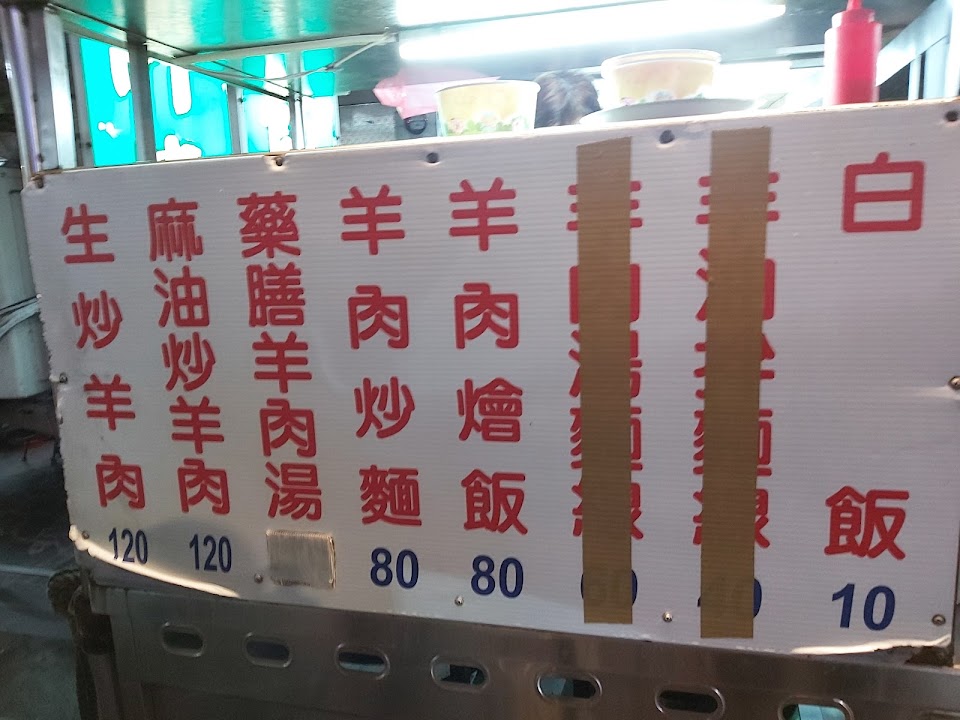 生炒羊肉 120
麻油炒羊肉 120
藥膳羊肉湯
羊肉炒麵 80
羊肉燴飯 80
白飯 10